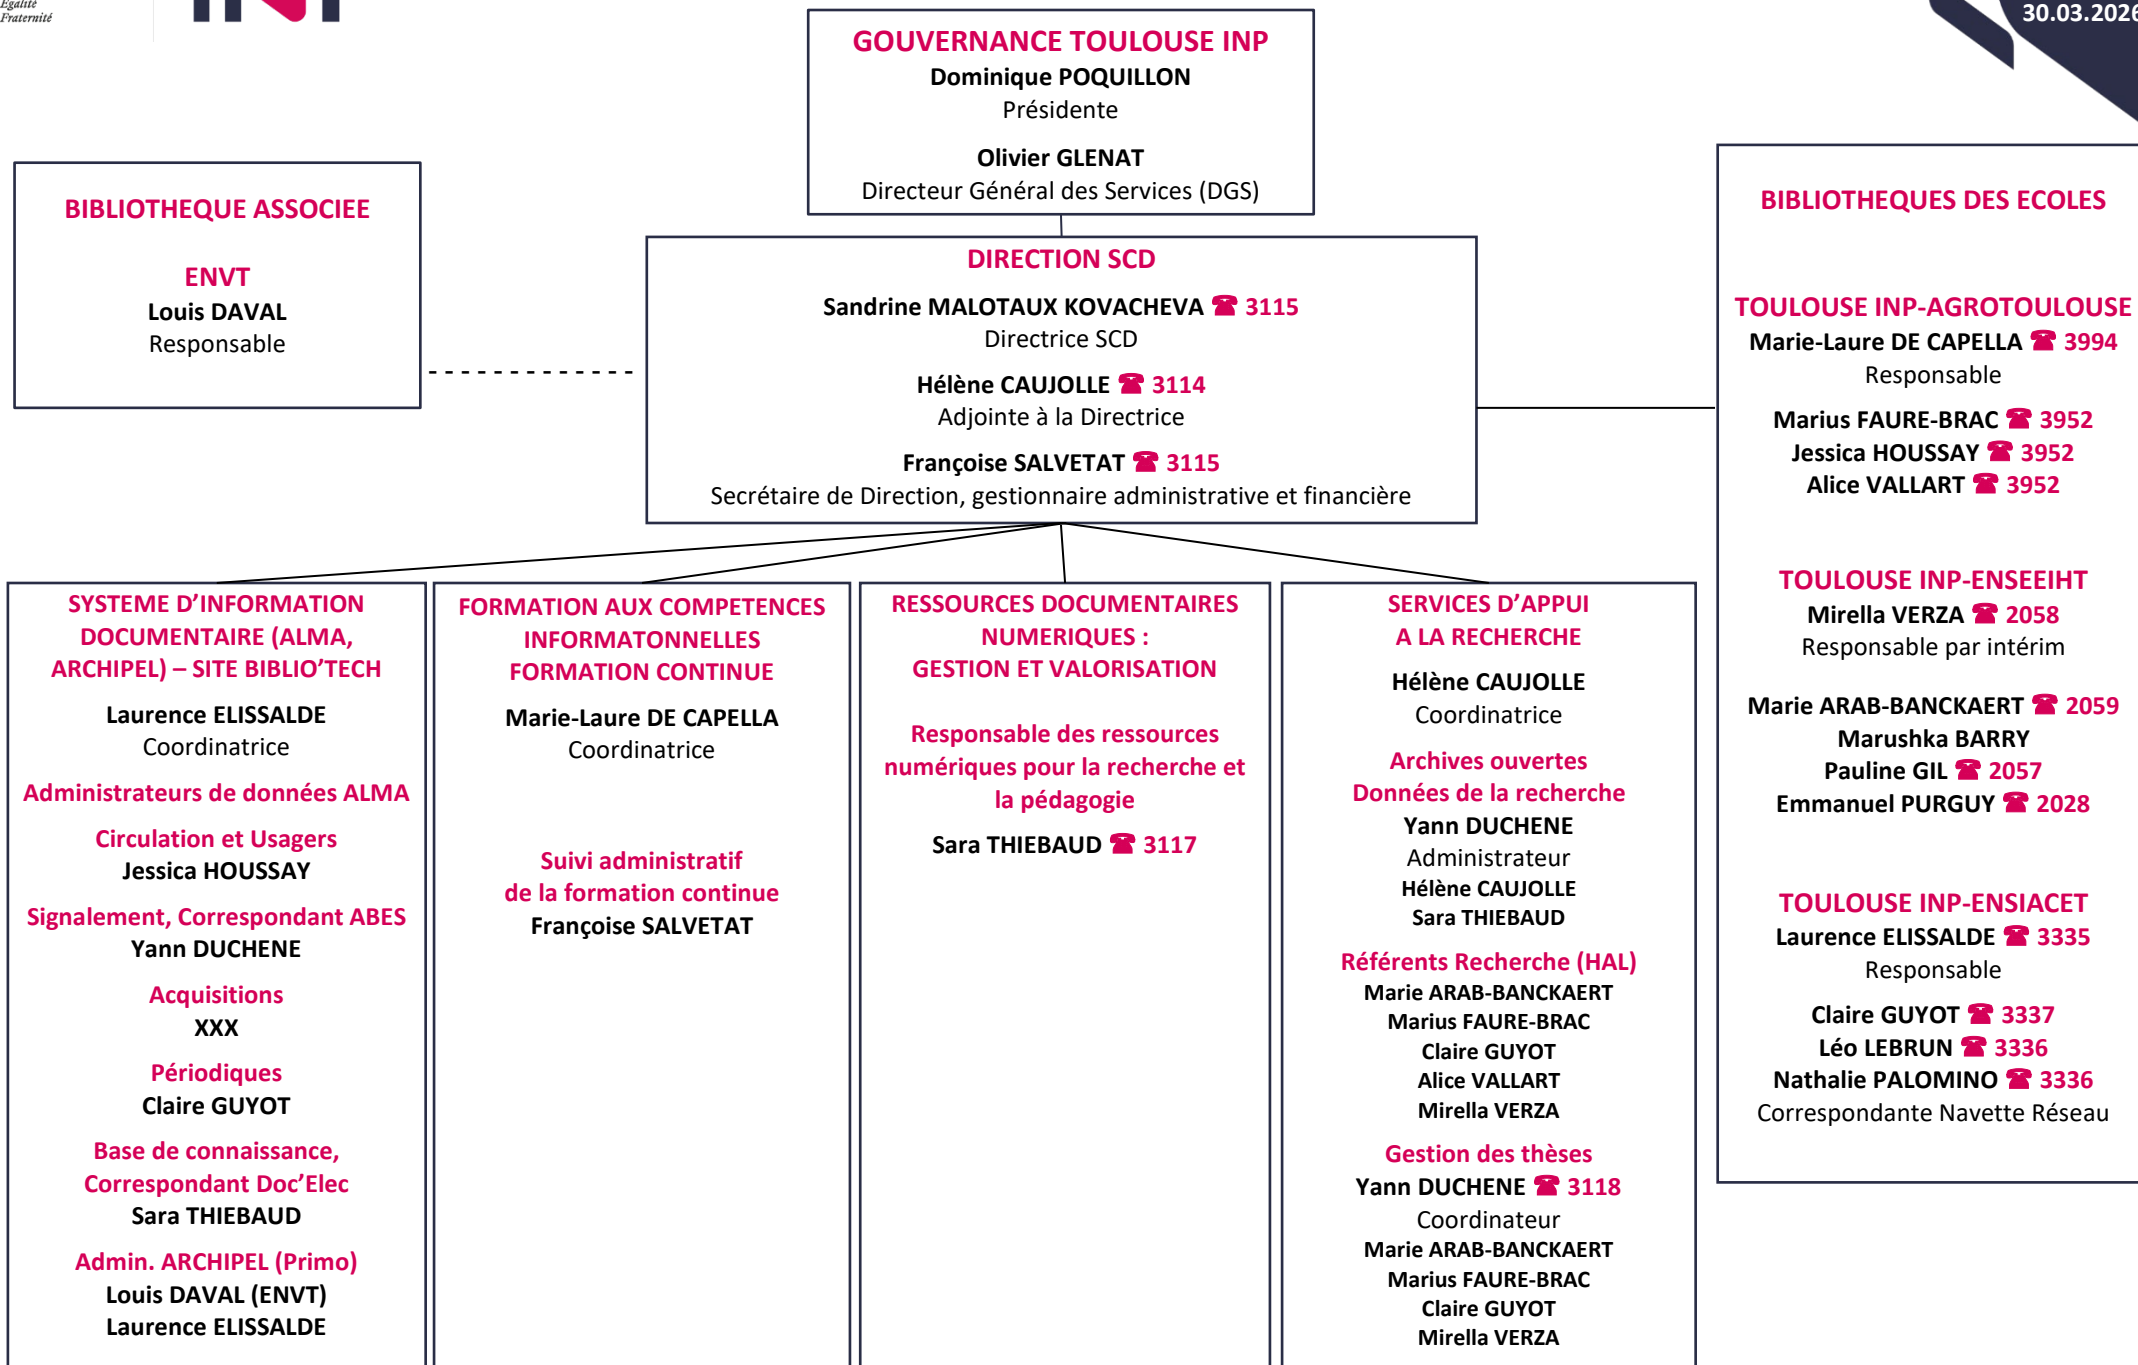 Égalité
Fraternité
30.03.2026
GOUVERNANCE TOULOUSE INP
Dominique POQUILLON
Présidente
Olivier GLENAT
Directeur Général des Services (DGS)
BIBLIOTHEQUE ASSOCIEE
ENVT
Louis DAVAL
Responsable
DIRECTION SCD
Sandrine MALOTAUX KOVACHEVA ☎ 3115
Directrice SCD
Hélène CAUJOLLE ☎ 3114
Adjointe à la Directrice
Françoise SALVETAT ☎ 3115
Secrétaire de Direction, gestionnaire administrative et financière
BIBLIOTHEQUES DES ECOLES
TOULOUSE INP-AGROTOULOUSE
Marie-Laure DE CAPELLA ☎ 3994
Responsable
Marius FAURE-BRAC ☎ 3952
Jessica HOUSSAY ☎ 3952
Alice VALLART ☎ 3952
TOULOUSE INP-ENSEEIHT
Mirella VERZA ☎ 2058
Responsable par intérim
Marie ARAB-BANCKAERT ☎ 2059
Marushka BARRY
Pauline GIL ☎ 2057
Emmanuel PURGUY ☎ 2028
TOULOUSE INP-ENSIACET
Laurence ELISSALDE ☎ 3335
Responsable
Claire GUYOT ☎ 3337
Léo LEBRUN ☎ 3336
Nathalie PALOMINO ☎ 3336
Correspondante Navette Réseau
SYSTEME D’INFORMATION
DOCUMENTAIRE (ALMA,
ARCHIPEL) – SITE BIBLIO’TECH
Laurence ELISSALDE
Coordinatrice
Administrateurs de données ALMA
Circulation et Usagers
Jessica HOUSSAY
Signalement, Correspondant ABES
Yann DUCHENE
Acquisitions
XXX
Périodiques
Claire GUYOT
Base de connaissance,
Correspondant Doc’Elec
Sara THIEBAUD
Admin. ARCHIPEL (Primo)
Louis DAVAL (ENVT)
Laurence ELISSALDE
FORMATION AUX COMPETENCES
INFORMATONNELLES
FORMATION CONTINUE
Marie-Laure DE CAPELLA
Coordinatrice
Suivi administratif
de la formation continue
Françoise SALVETAT
RESSOURCES DOCUMENTAIRES
NUMERIQUES :
GESTION ET VALORISATION
Responsable des ressources
numériques pour la recherche et
la pédagogie
Sara THIEBAUD ☎ 3117
SERVICES D’APPUI
A LA RECHERCHE
Hélène CAUJOLLE
Coordinatrice
Archives ouvertes
Données de la recherche
Yann DUCHENE
Administrateur
Hélène CAUJOLLE
Sara THIEBAUD
Référents Recherche (HAL)
Marie ARAB-BANCKAERT
Marius FAURE-BRAC
Claire GUYOT
Alice VALLART
Mirella VERZA
Gestion des thèses
Yann DUCHENE ☎ 3118
Coordinateur
Marie ARAB-BANCKAERT
Marius FAURE-BRAC
Claire GUYOT
Mirella VERZA